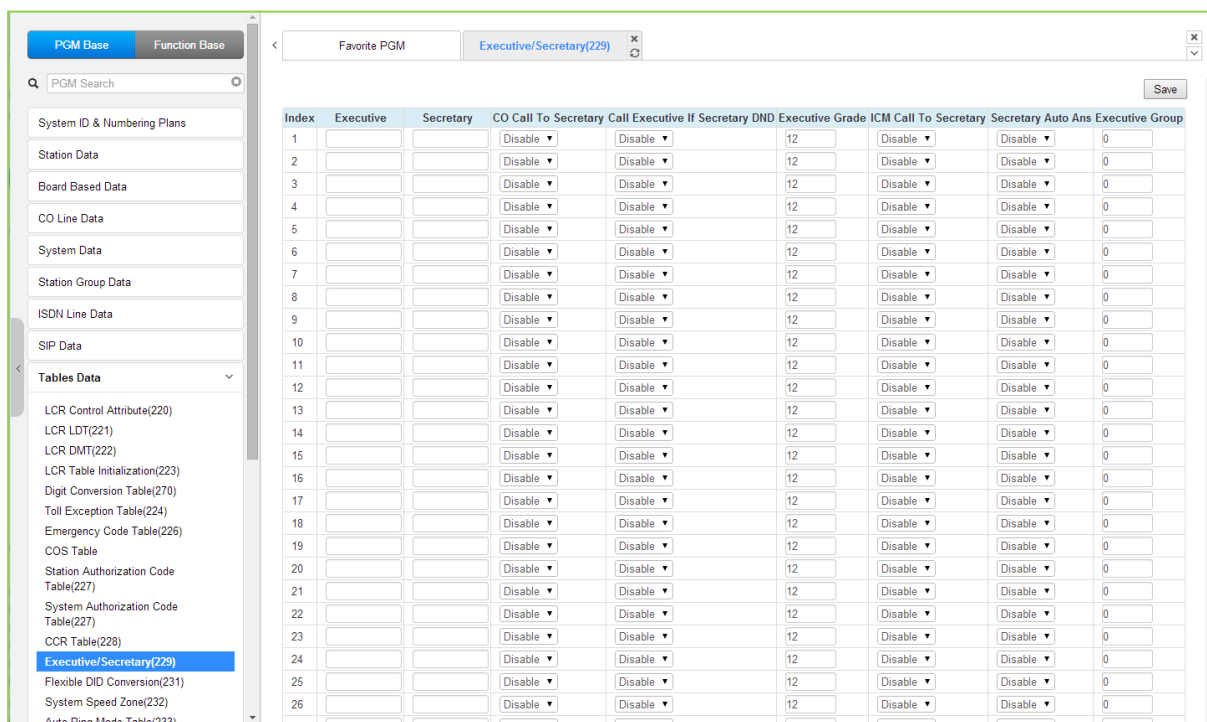 PGM Base Function Base
PGM Search
System ID & Numbering Plans
Station Data
Board Based Data
CO Line Data
System Data
Station Group Data
ISDN Line Data
SIP Data
Tables Data
LCR Control Attribute(220)
LCR LDT(221)
LCR DMT(222)
LCR Table Initialization(223)
Digit Conversion Table(270)
Toll Exception Table(224)
Emergency Code Table(226)
COS Table
Station Authorization Code
Table(227)
System Authorization Code
Table(227)
CCR Table(228)
Executive/Secretary(229)
Flexible DID Conversion(231)
System Speed Zone(232)
Auto Ring Mode Table(233)
Favorite PGM Executive/Secretary(229)
Save
Index Executive Secretary CO Call To Secretary Call Executive If Secretary DND Executive Grade ICM Call To Secretary Secretary Auto Ans Executive Group
1 Disable Disable 12 Disable Disable 0
2 Disable Disable 12 Disable Disable 0
3 Disable Disable 12 Disable Disable 0
4 Disable Disable 12 Disable Disable 0
5 Disable Disable 12 Disable Disable 0
6 Disable Disable 12 Disable Disable 0
7 Disable Disable 12 Disable Disable 0
8 Disable Disable 12 Disable Disable 0
9 Disable Disable 12 Disable Disable 0
10 Disable Disable 12 Disable Disable 0
11 Disable Disable 12 Disable Disable 0
12 Disable Disable 12 Disable Disable 0
13 Disable Disable 12 Disable Disable 0
14 Disable Disable 12 Disable Disable 0
15 Disable Disable 12 Disable Disable 0
16 Disable Disable 12 Disable Disable 0
17 Disable Disable 12 Disable Disable 0
18 Disable Disable 12 Disable Disable 0
19 Disable Disable 12 Disable Disable 0
20 Disable Disable 12 Disable Disable 0
21 Disable Disable 12 Disable Disable 0
22 Disable Disable 12 Disable Disable 0
23 Disable Disable 12 Disable Disable 0
24 Disable Disable 12 Disable Disable 0
25 Disable Disable 12 Disable Disable 0
26 Disable Disable 12 Disable Disable 0